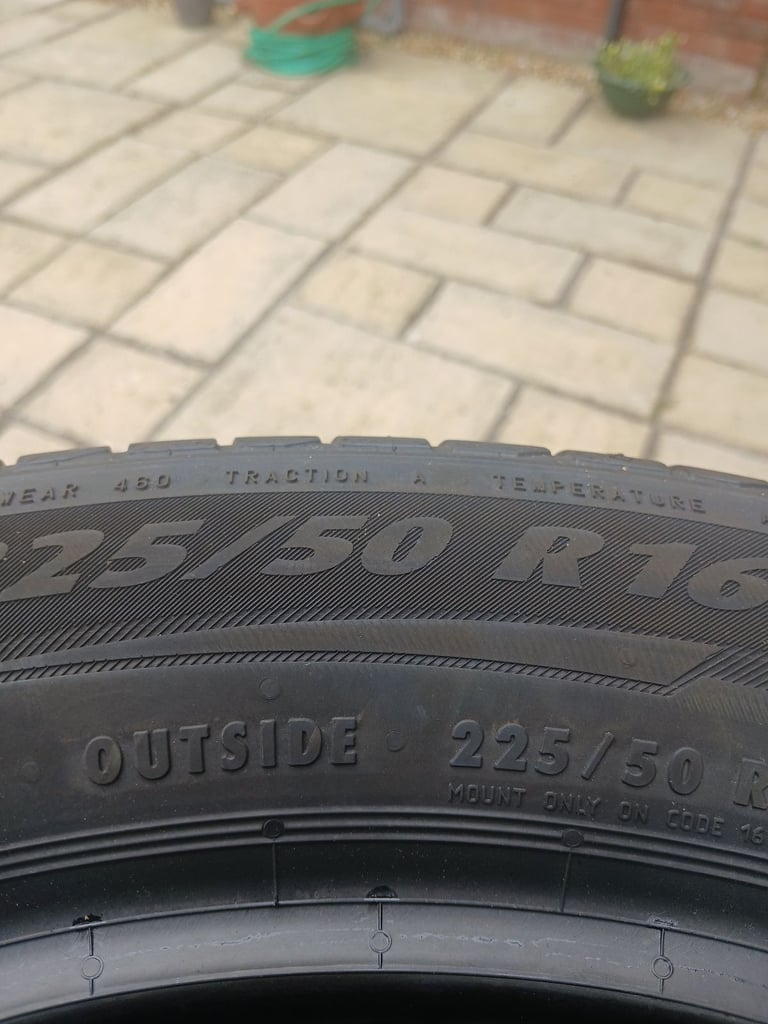 WEAR 460 TRACTION A TEMPERATURE
225/50 R16
OUTSIDE 225/50 R
MOUNT ONLY ON CODE 16